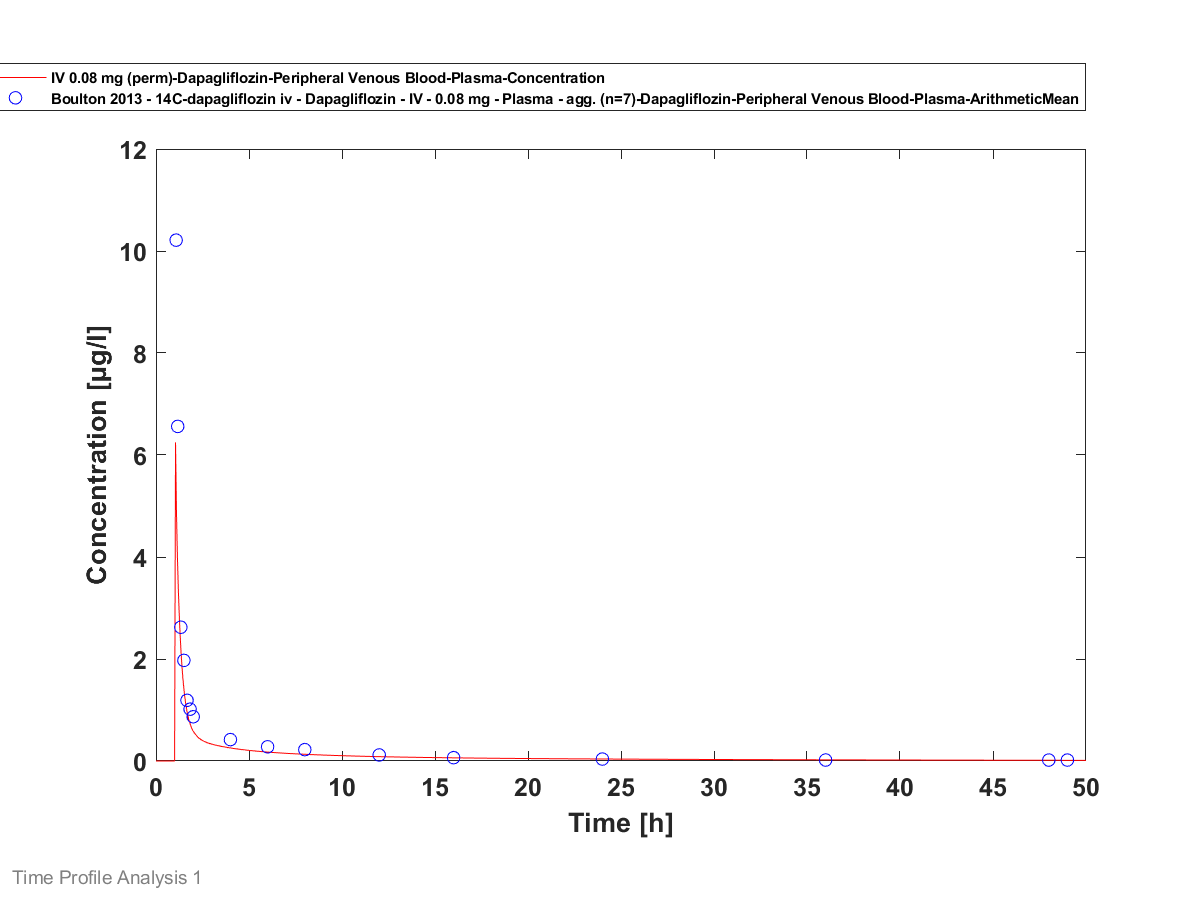 IV 0.08 mg (perm)-Dapagliflozin-Peripheral Venous Blood-Plasma-Concentration
Boulton 2013 - 14C-dapagliflozin iv - Dapagliflozin - IV - 0.08 mg - Plasma - agg. (n=7)-Dapagliflozin-Peripheral Venous Blood-Plasma-ArithmeticMean
12
10
8
6
4
2
0
Concentration [µg/l]
0 5 10 15 20 25 30 35 40 45 50
Time [h]
Time Profile Analysis 1